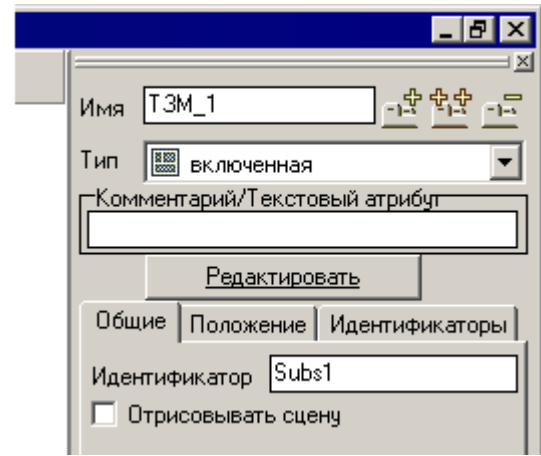 Имя ТЗМ_1
Тип включенная
Комментарий/Текстовый атрибут
Редактировать
Общие Положение Идентификаторы
Идентификатор Subs1
Отрисовывать сцену